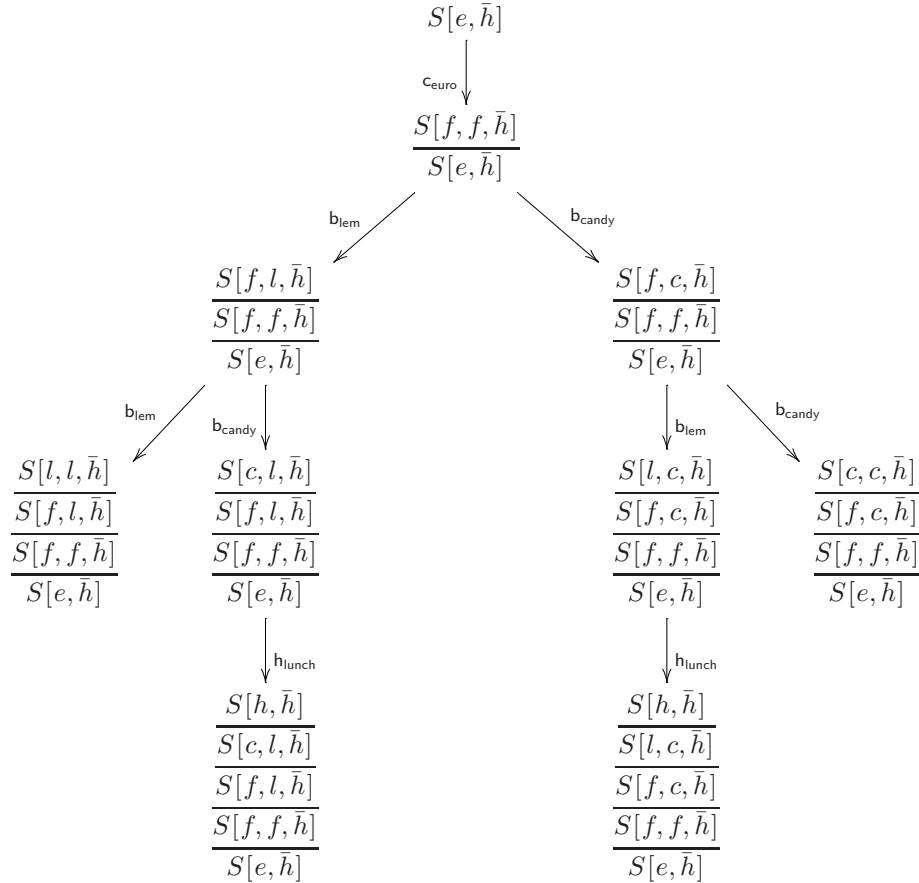 S[e, h̄]
c_euro
S[f, f, h̄]
S[e, h̄]
b_lem b_candy
S[f, l, h̄] S[f, c, h̄]
S[f, f, h̄] S[f, f, h̄]
S[e, h̄] S[e, h̄]
b_lem b_candy b_lem b_candy
S[l, l, h̄] S[c, l, h̄] S[l, c, h̄] S[c, c, h̄]
S[f, l, h̄] S[f, l, h̄] S[f, c, h̄] S[f, c, h̄]
S[f, f, h̄] S[f, f, h̄] S[f, f, h̄] S[f, f, h̄]
S[e, h̄] S[e, h̄] S[e, h̄] S[e, h̄]
h_lunch h_lunch
S[h, h̄] S[h, h̄]
S[c, l, h̄] S[l, c, h̄]
S[f, l, h̄] S[f, c, h̄]
S[f, f, h̄] S[f, f, h̄]
S[e, h̄] S[e, h̄]